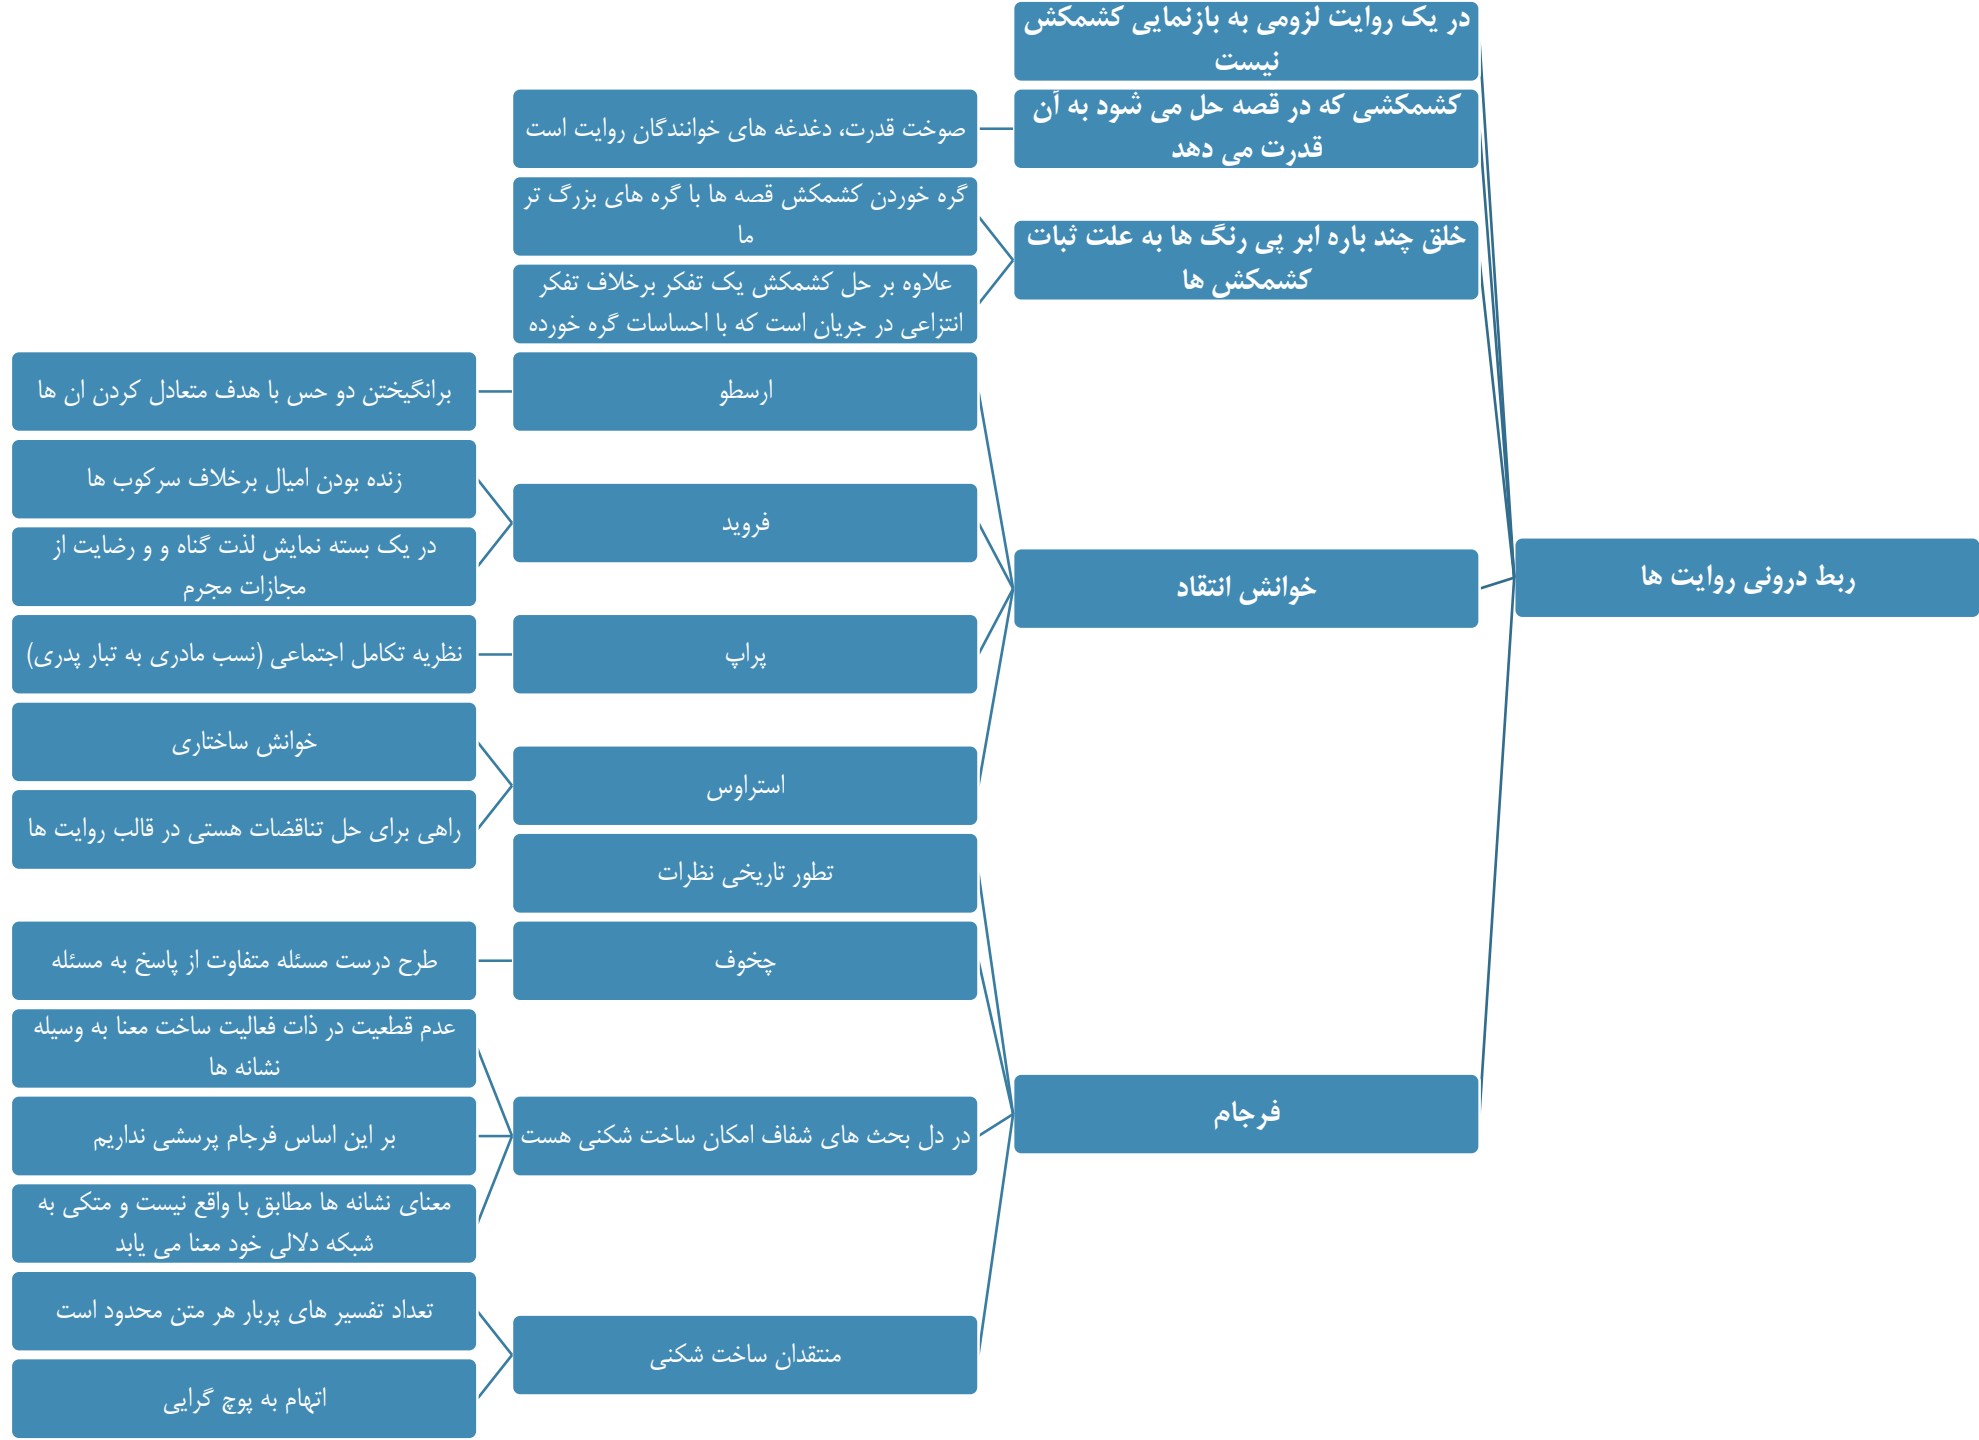 ربط درونی روایت ها
در یک روایت لزومی به بازنمایی کشمکش
نیست
کشمکشی که در قصه حل می شود به آن
قدرت می دهد
صوخت قدرت، دغدغه های خوانندگان روایت است
خلق چند باره ابر پی رنگ ها به علت ثبات
کشمکش ها
گره خوردن کشمکش قصه ها با گره های بزرگ تر
ما
علاوه بر حل کشمکش یک تفکر برخلاف تفکر
انتزاعی در جریان است که با احساسات گره خورده
خوانش انتقاد
ارسطو
برانگیختن دو حس با هدف متعادل کردن ان ها
فروید
زنده بودن امیال برخلاف سرکوب ها
در یک بسته نمایش لذت گناه و و رضایت از
مجازات مجرم
پراپ
نظریه تکامل اجتماعی (نسب مادری به تبار پدری)
استراوس
خوانش ساختاری
راهی برای حل تناقضات هستی در قالب روایت ها
فرجام
تطور تاریخی نظرات
چخوف
طرح درست مسئله متفاوت از پاسخ به مسئله
در دل بحث های شفاف امکان ساخت شکنی هست
عدم قطعیت در ذات فعالیت ساخت معنا به وسیله
نشانه ها
بر این اساس فرجام پرسشی نداریم
معنای نشانه ها مطابق با واقع نیست و متکی به
شبکه دلالی خود معنا می یابد
منتقدان ساخت شکنی
تعداد تفسیر های پربار هر متن محدود است
اتهام به پوچ گرایی